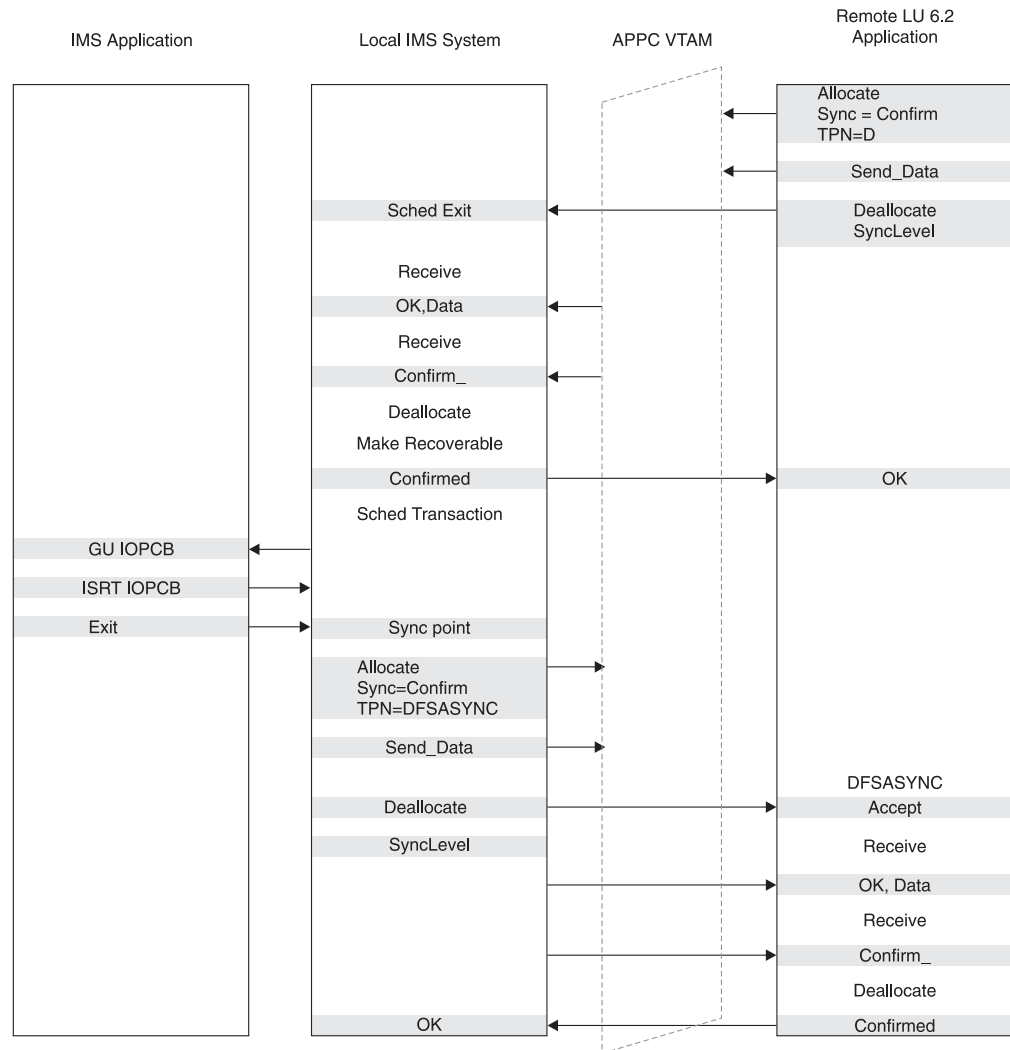 Remote LU 6.2
IMS Application
Local IMS System
APPC VTAM
Application
Allocate
Sync = Confirm
TPN=D
Send_Data
Sched Exit
Deallocate
SyncLevel
Receive
OK,Data
Receive
Confirm_
Deallocate
Make Recoverable
Confirmed
OK
Sched Transaction
GU IOPCB
ISRT IOPCB
Exit
Sync point
Allocate
Sync=Confirm
TPN=DFSASYNC
Send_Data
DFSASYNC
Deallocate
Accept
SyncLevel
Receive
OK, Data
Receive
Confirm_
Deallocate
OK
Confirmed